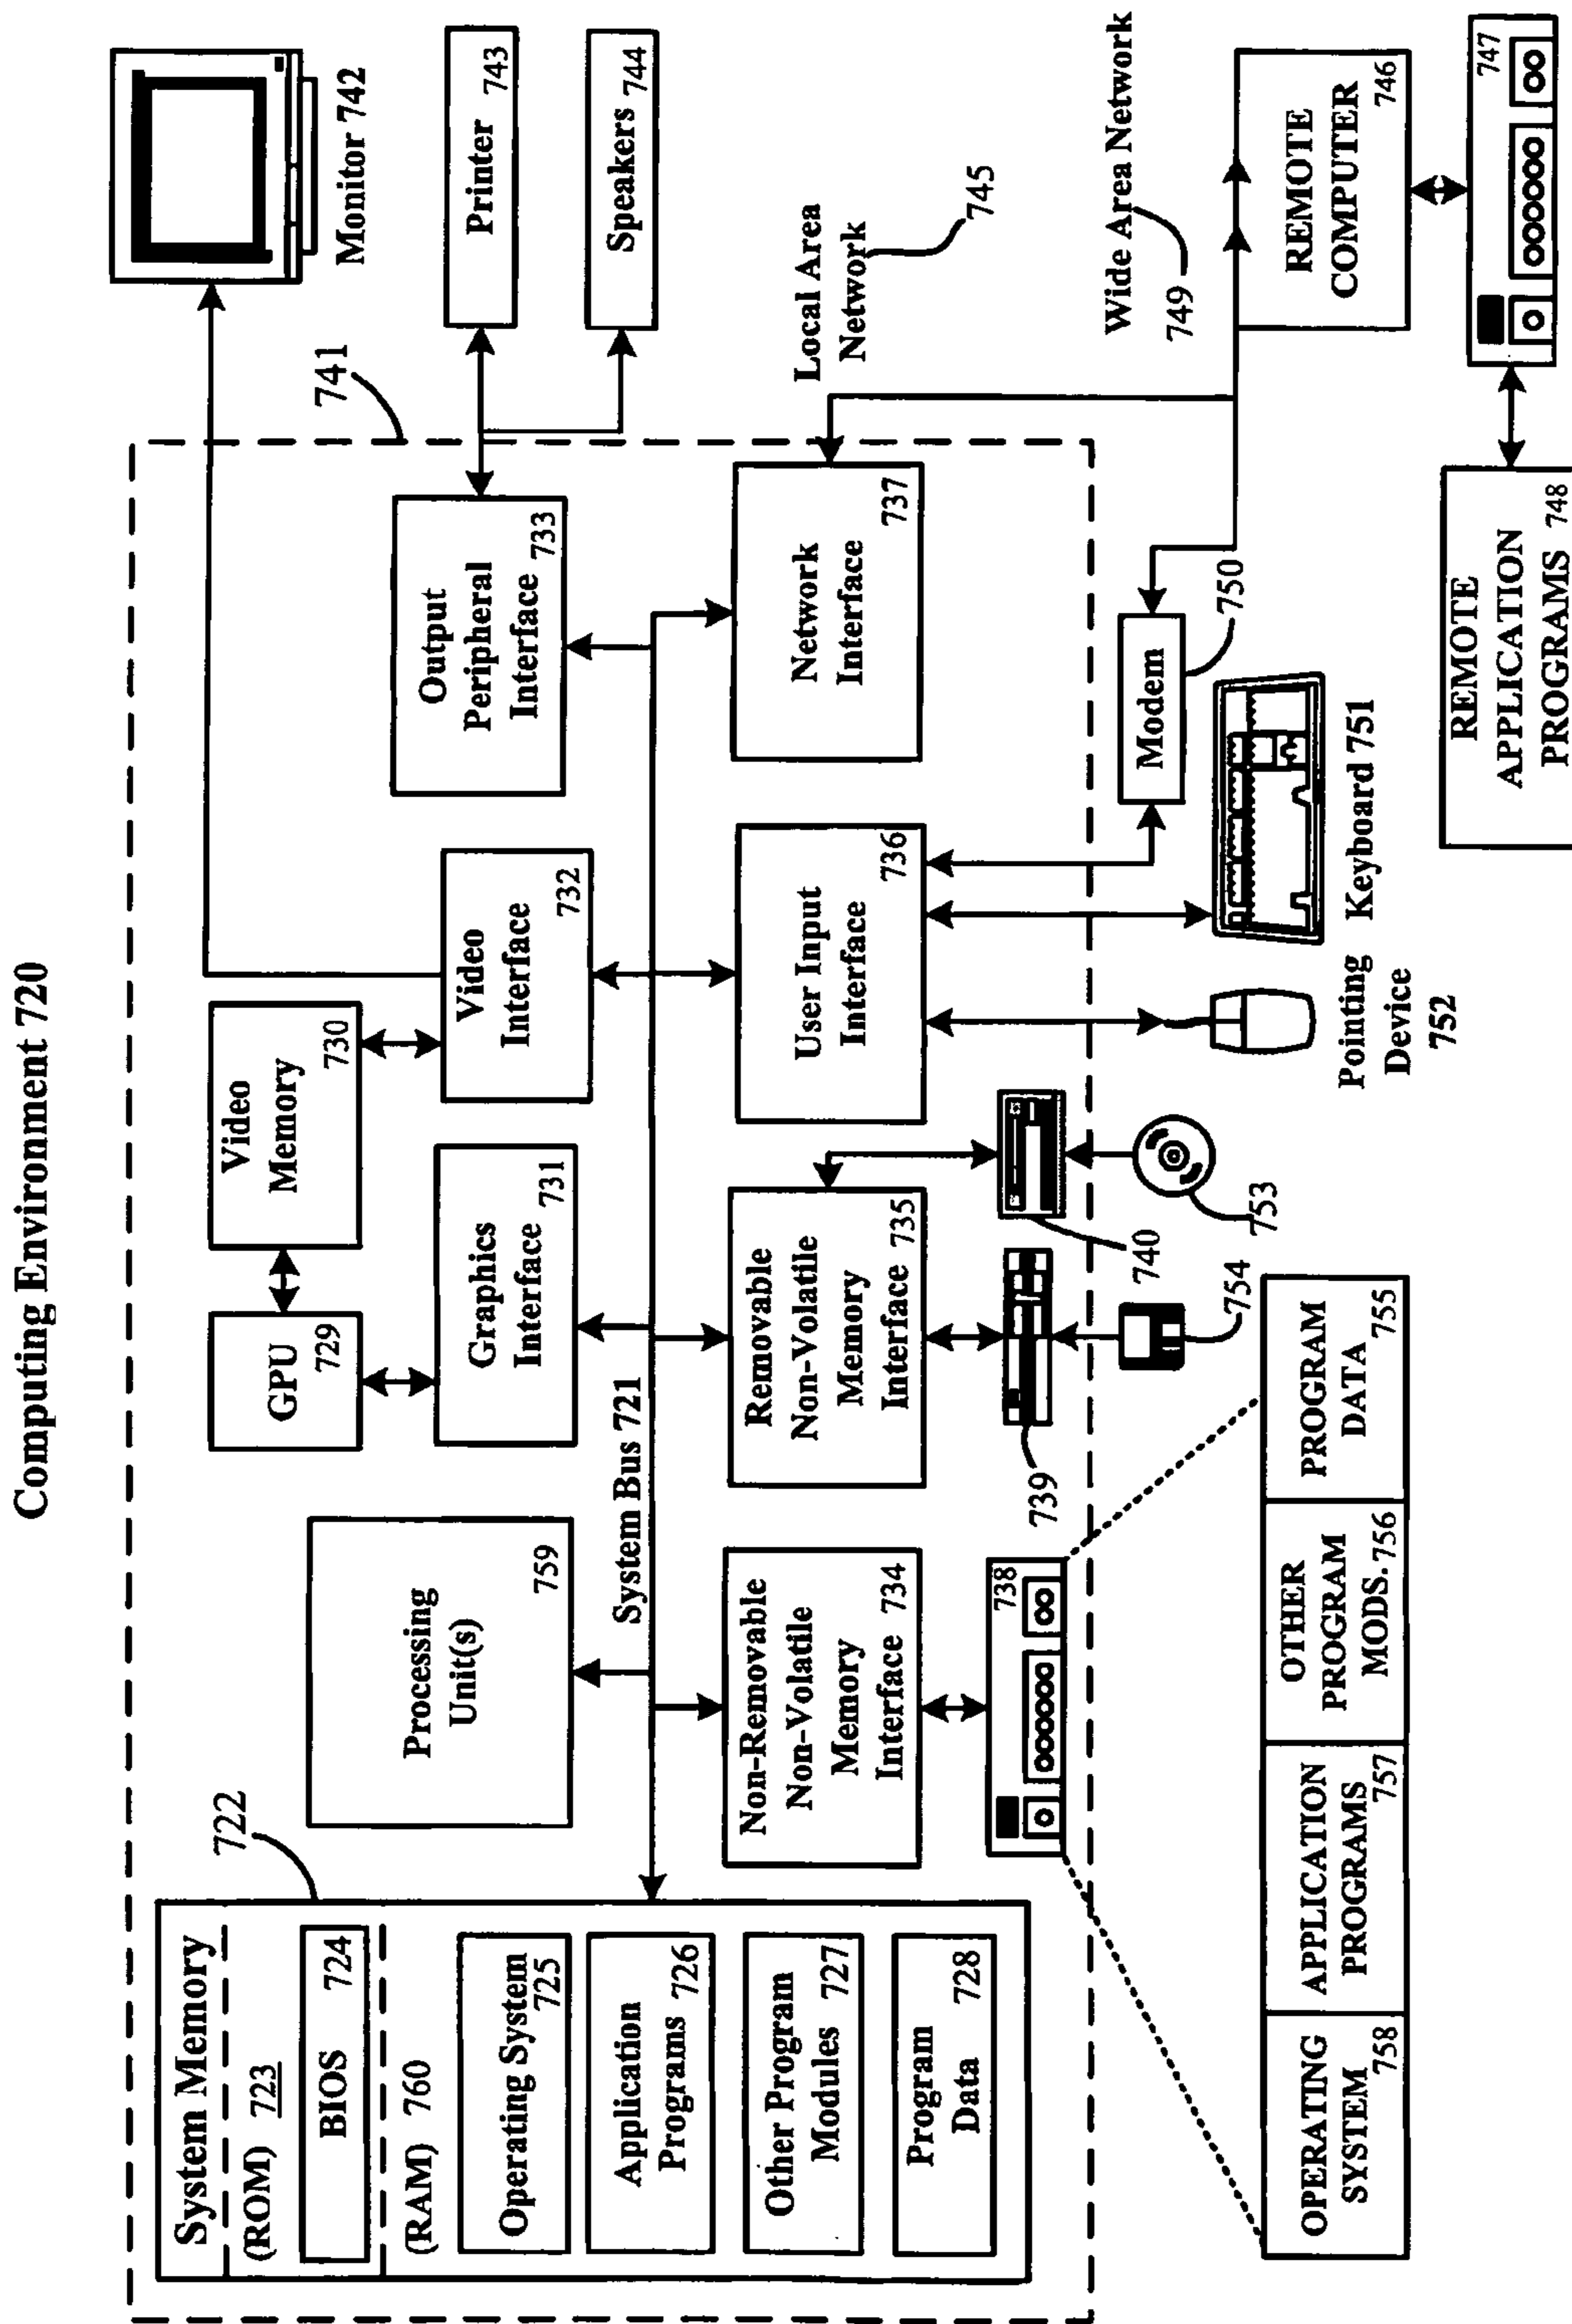 Computing Environment 720
System Memory
722
(ROM) 723
BIOS 724
(RAM) 760
Operating System
725
Application
Programs 726
Other Program
Modules 727
Program
Data 728
Processing
Unit(s)
759
System Bus 721
GPU
729
Video
Memory
730
Graphics
Interface 731
Video
Interface
732
Output
Peripheral
Interface 733
741
Monitor 742
Printer
743
Speakers 744
Non-Removable
Non-Volatile
Memory
Interface 734
Removable
Non-Volatile
Memory
Interface 735
User Input
Interface
736
Network
Interface
737
Local Area
Network
745
738
739
740
754
753
Pointing
Device
752
Keyboard 751
Modem
750
Wide Area Network
749
REMOTE
COMPUTER
746
747
OPERATING
SYSTEM
758
APPLICATION
PROGRAMS
757
OTHER
PROGRAM
MODS. 756
PROGRAM
DATA
755
REMOTE
APPLICATION
PROGRAMS 748